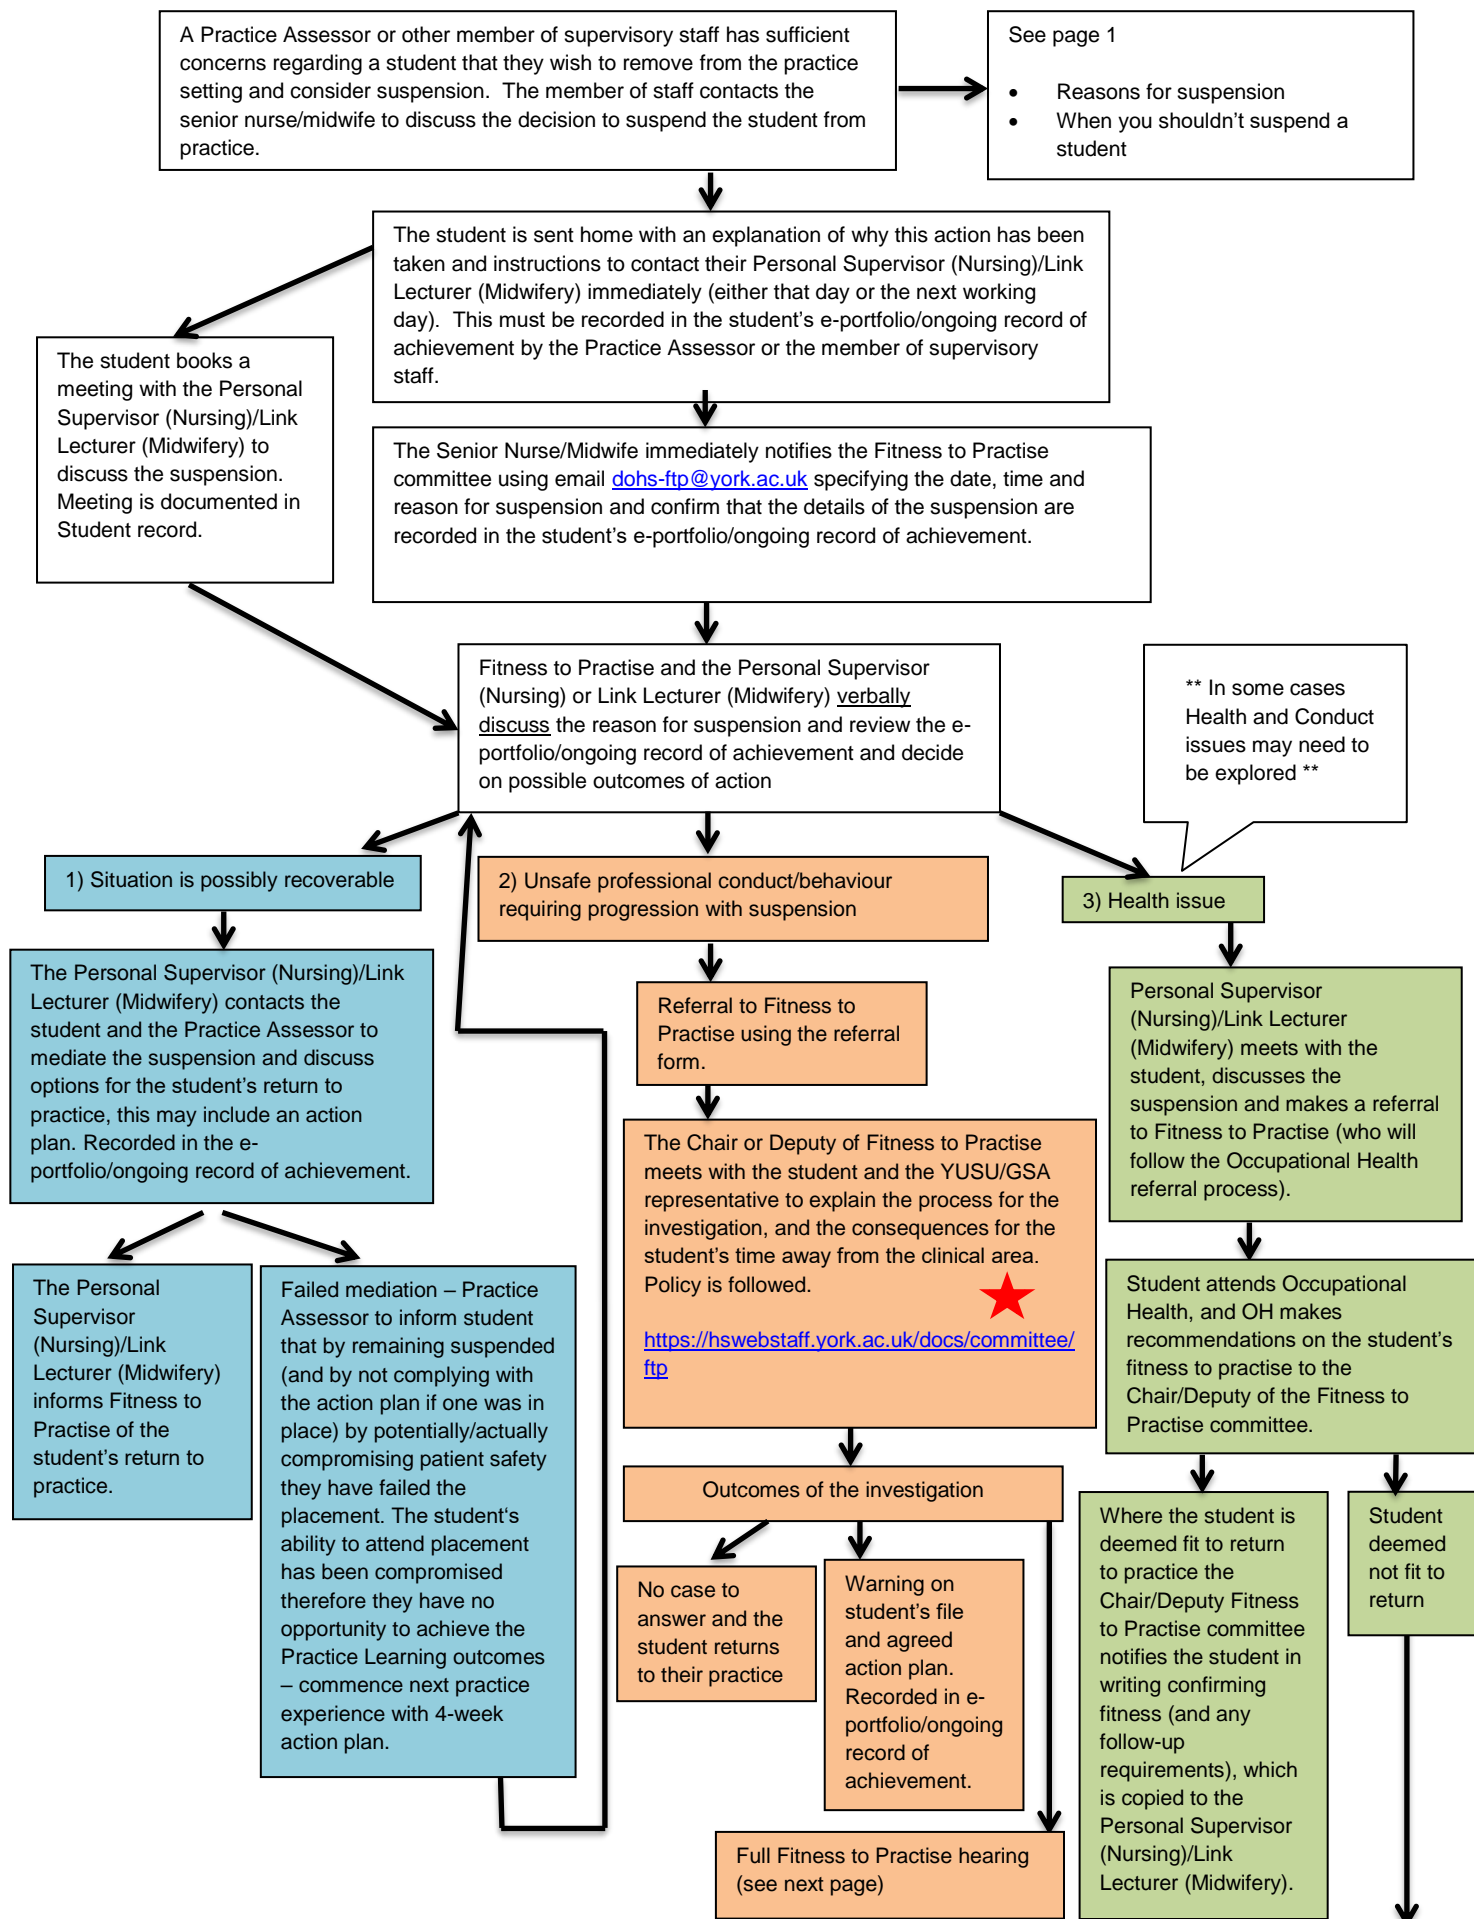 A Practice Assessor or other member of supervisory staff has sufficient
concerns regarding a student that they wish to remove from the practice
setting and consider suspension.  The member of staff contacts the
senior nurse/midwife to discuss the decision to suspend the student from
practice.
See page 1
• Reasons for suspension
• When you shouldn’t suspend a
student
The student is sent home with an explanation of why this action has been
taken and instructions to contact their Personal Supervisor (Nursing)/Link
Lecturer (Midwifery) immediately (either that day or the next working
day).  This must be recorded in the student’s e-portfolio/ongoing record of
achievement by the Practice Assessor or the member of supervisory
staff.
The student books a
meeting with the Personal
Supervisor (Nursing)/Link
Lecturer (Midwifery) to
discuss the suspension.
Meeting is documented in
Student record.
The Senior Nurse/Midwife immediately notifies the Fitness to Practise
committee using email dohs-ftp@york.ac.uk specifying the date, time and
reason for suspension and confirm that the details of the suspension are
recorded in the student’s e-portfolio/ongoing record of achievement.
Fitness to Practise and the Personal Supervisor
(Nursing) or Link Lecturer (Midwifery) verbally
discuss the reason for suspension and review the e-
portfolio/ongoing record of achievement and decide
on possible outcomes of action
** In some cases
Health and Conduct
issues may need to
be explored **
1) Situation is possibly recoverable
2) Unsafe professional conduct/behaviour
requiring progression with suspension
3) Health issue
The Personal Supervisor (Nursing)/Link
Lecturer (Midwifery) contacts the
student and the Practice Assessor to
mediate the suspension and discuss
options for the student’s return to
practice, this may include an action
plan. Recorded in the e-
portfolio/ongoing record of achievement.
Referral to Fitness to
Practise using the referral
form.
Personal Supervisor
(Nursing)/Link Lecturer
(Midwifery) meets with the
student, discusses the
suspension and makes a referral
to Fitness to Practise (who will
follow the Occupational Health
referral process).
The Chair or Deputy of Fitness to Practise
meets with the student and the YUSU/GSA
representative to explain the process for the
investigation, and the consequences for the
student’s time away from the clinical area.
Policy is followed.
https://hswebstaff.york.ac.uk/docs/committee/
ftp
The Personal
Supervisor
(Nursing)/Link
Lecturer (Midwifery)
informs Fitness to
Practise of the
student’s return to
practice.
Failed mediation – Practice
Assessor to inform student
that by remaining suspended
(and by not complying with
the action plan if one was in
place) by potentially/actually
compromising patient safety
they have failed the
placement. The student‘s
ability to attend placement
has been compromised
therefore they have no
opportunity to achieve the
Practice Learning outcomes
– commence next practice
experience with 4-week
action plan.
Student attends Occupational
Health, and OH makes
recommendations on the student’s
fitness to practise to the
Chair/Deputy of the Fitness to
Practise committee.
Outcomes of the investigation
No case to
answer and the
student returns
to their practice
Warning on
student’s file
and agreed
action plan.
Recorded in e-
portfolio/ongoing
record of
achievement.
Full Fitness to Practise hearing
(see next page)
Where the student is
deemed fit to return
to practice the
Chair/Deputy Fitness
to Practise committee
notifies the student in
writing confirming
fitness (and any
follow-up
requirements), which
is copied to the
Personal Supervisor
(Nursing)/Link
Lecturer (Midwifery).
Student
deemed
not fit to
return